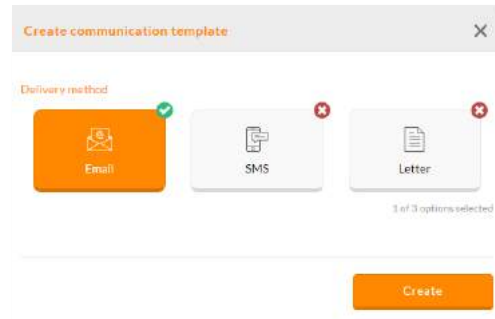 Create communication template
Delivery method
Email
SMS
Letter
1 of 3 options selected
Create